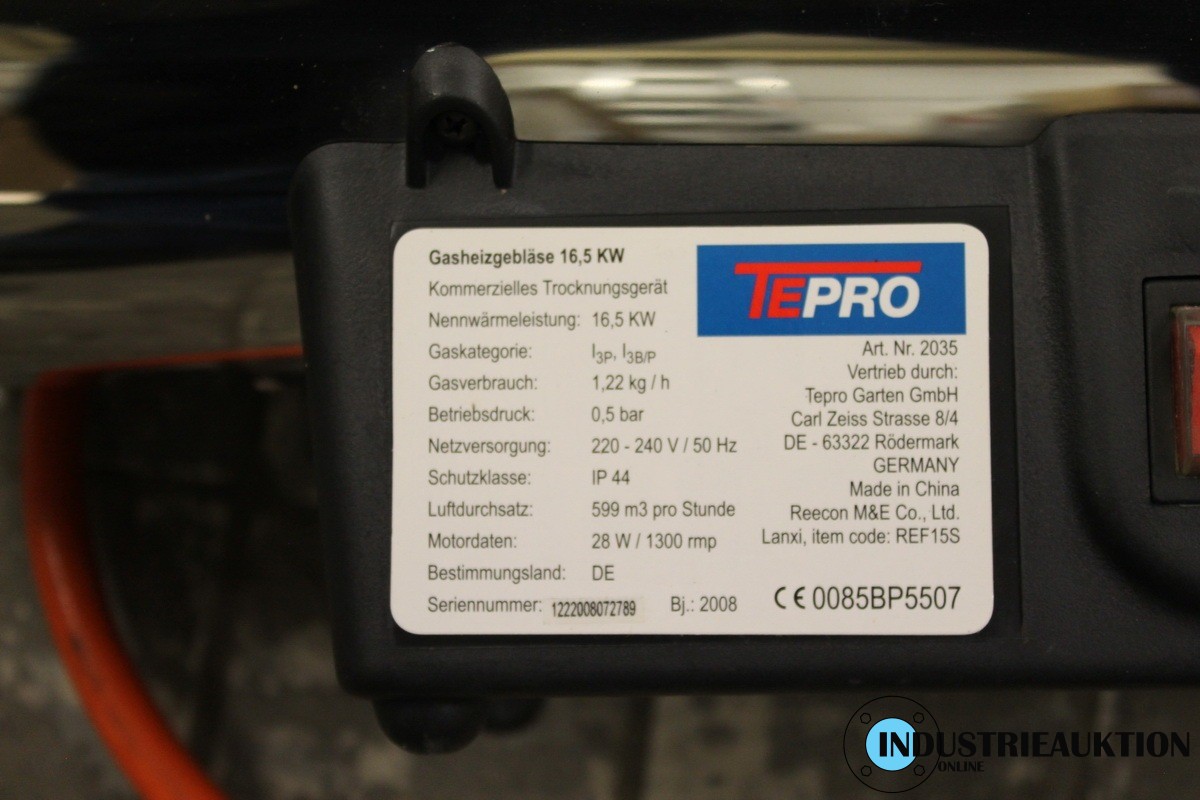 Gasheizgebläse 16,5 KW
Kommerzielles Trocknungsgerät
Nennwärmeleistung: 16,5 KW
Gaskategorie: I3P, I3B/P
Gasverbrauch: 1,22 kg / h
Betriebsdruck: 0,5 bar
Netzversorgung: 220 - 240 V / 50 Hz
Schutzklasse: IP 44
Luftdurchsatz: 599 m3 pro Stunde
Motordaten: 28 W / 1300 rmp
Bestimmungsland: DE
Seriennummer: 1222008072789 Bj.: 2008
TEPRO
Art. Nr. 2035
Vertrieb durch:
Tepro Garten GmbH
Carl Zeiss Strasse 8/4
DE - 63322 Rödermark
GERMANY
Made in China
Reecon M&E Co., Ltd.
Lanxi, item code: REF15S
CE 0085BP5507
INDUSTRIEAUKTION
ONLINE